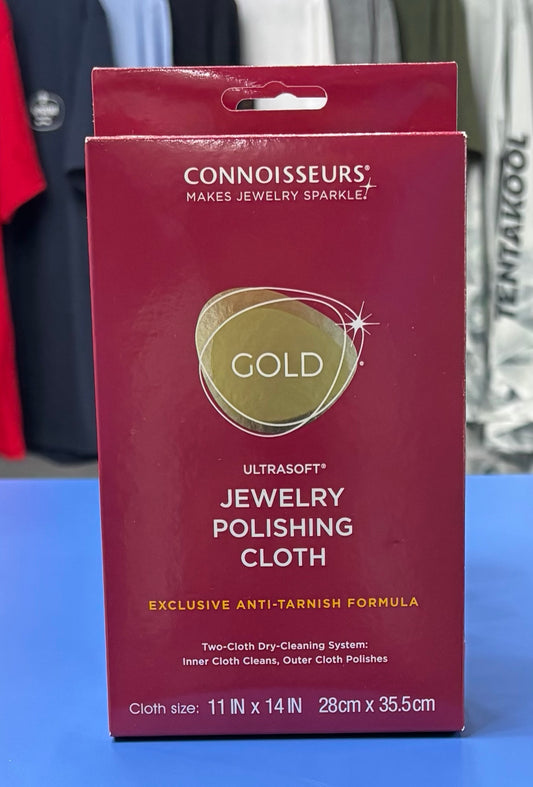 CONNOISSEURS®
MAKES JEWELRY SPARKLE®
GOLD
ULTRASOFT®
JEWELRY
POLISHING
CLOTH
EXCLUSIVE ANTI-TARNISH FORMULA
Two-Cloth Dry-Cleaning System:
Inner Cloth Cleans, Outer Cloth Polishes
Cloth size: 11 IN x 14 IN 28cm x 35.5cm
TENTAKOOL